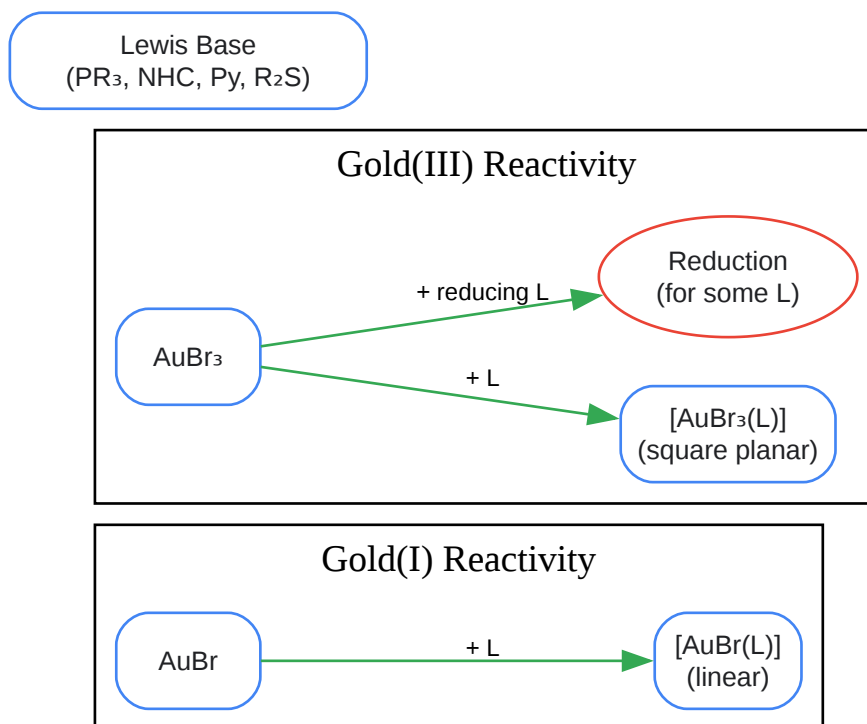 Lewis Base
(PR₃, NHC, Py, R₂S)
Gold(III) Reactivity
Reduction
(for some L)
+ reducing L
AuBr₃
+ L
[AuBr₃(L)]
(square planar)
Gold(I) Reactivity
AuBr
+ L
[AuBr(L)]
(linear)